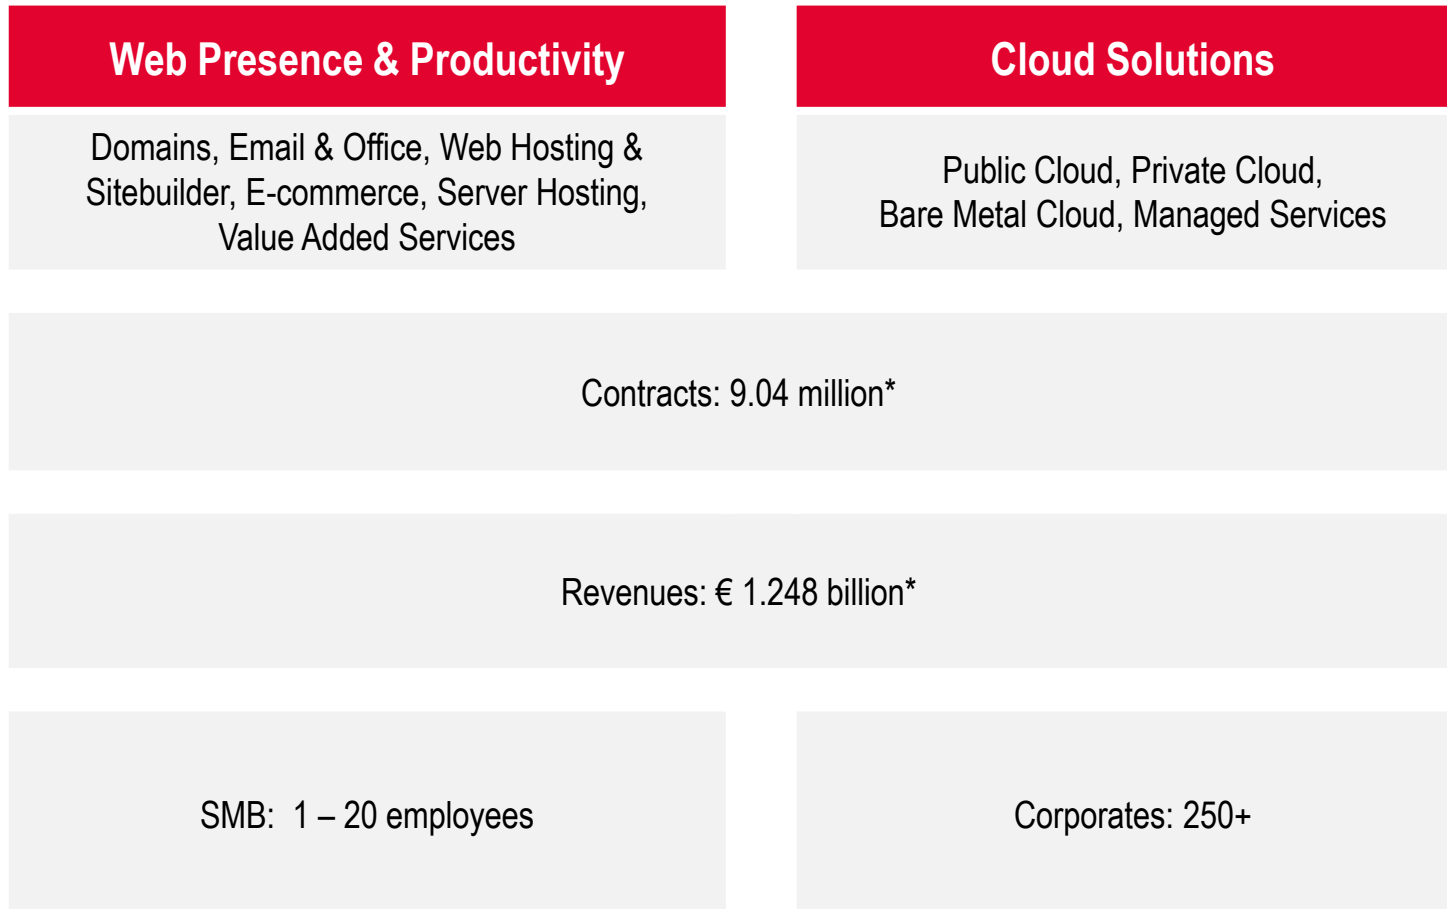 Web Presence & Productivity
Domains, Email & Office, Web Hosting &
Sitebuilder, E-commerce, Server Hosting,
Value Added Services
Cloud Solutions
Public Cloud, Private Cloud,
Bare Metal Cloud, Managed Services
Contracts: 9.04 million*
Revenues: € 1.248 billion*
SMB:  1 – 20 employees
Corporates: 250+